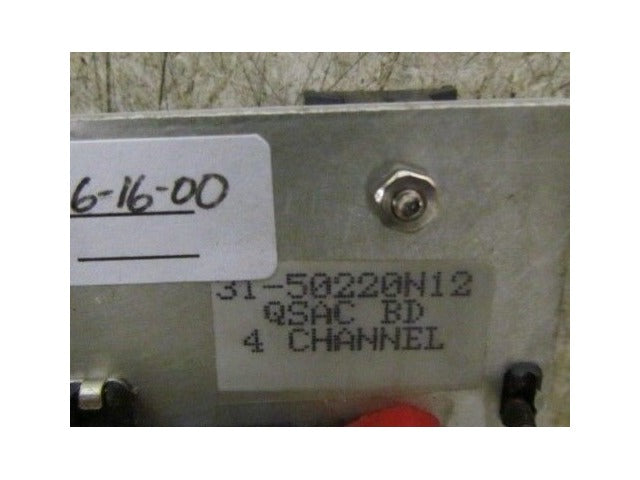 6-16-00
31-50220N12
QSAC BD
4 CHANNEL